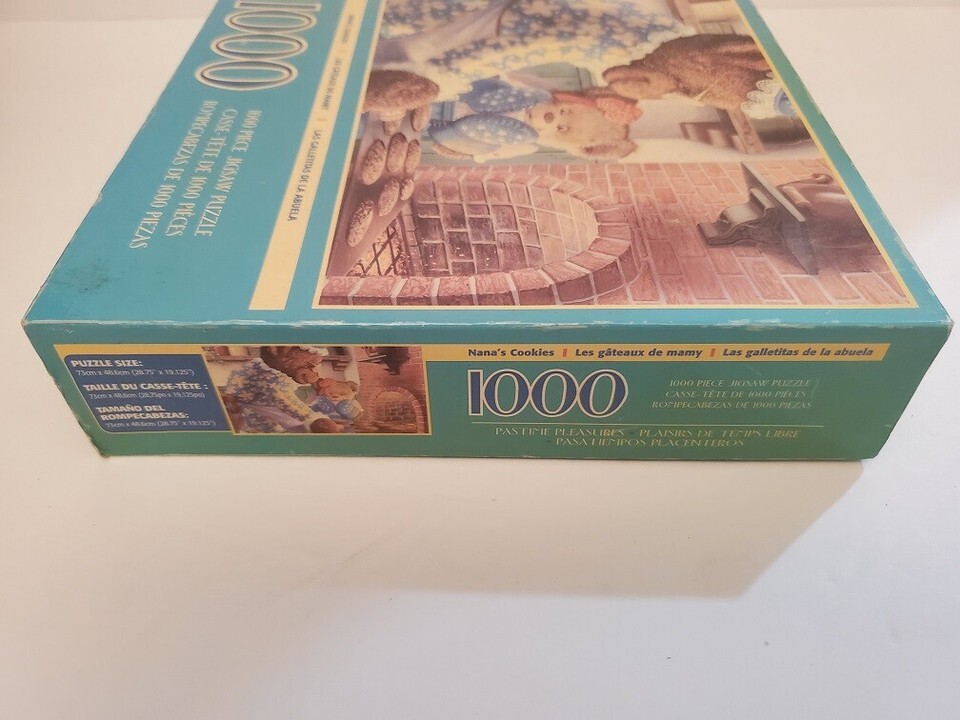 1000
1000 PIECE JIGSAW PUZZLE
CASSE-TÊTE DE 1000 PIÈCES
ROMPECABEZAS DE 1000 PIEZAS
LAS GALLETITAS DE LA ABUELA
PUZZLE SIZE:
73cm x 48.6cm (28.75" x 19.125")
TAILLE DU CASSE-TÊTE :
73cm x 48,6cm (28,75po x 19,125po)
TAMAÑO DEL
ROMPECABEZAS:
73cm x 48.6cm (28.75" x 19.125")
Nana's Cookies | Les gâteaux de mamy | Las galletitas de la abuela
1000
1000 PIECE JIGSAW PUZZLE
CASSE-TÊTE DE 1000 PIÈCES
ROMPECABEZAS DE 1000 PIEZAS
PASTIME PLEASURES · PLAISIRS DE TEMPS LIBRE
· PASATIEMPOS PLACENTEROS